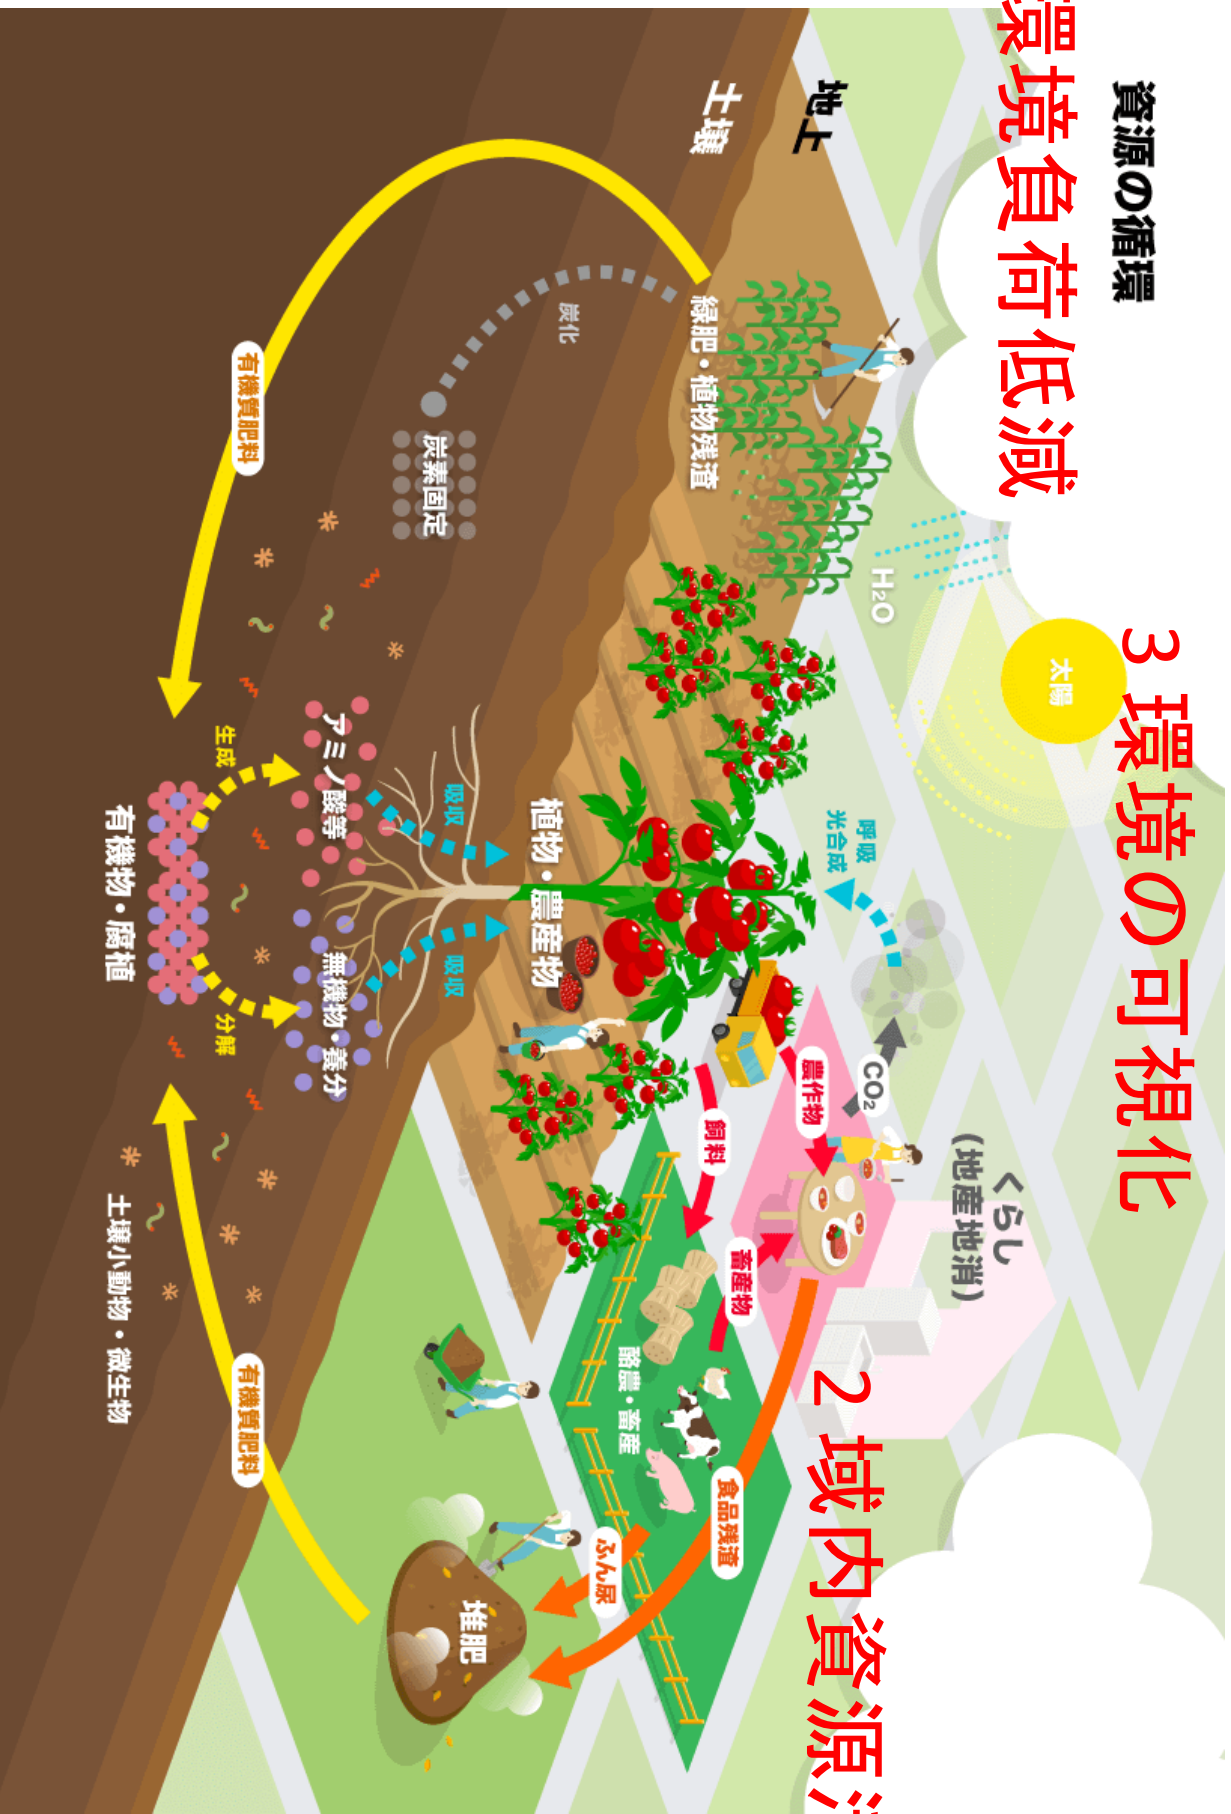 資源の循環
環境負荷低減
3 環境の可視化
2 域内資源
地上
土壌
太陽
H₂O
呼吸
光合成
CO₂
くらし
(地産地消)
農作物
飼料
畜産物
酪農・畜産
食品残渣
ふん尿
堆肥
緑肥・植物残渣
炭化
炭素固定
植物・農産物
吸収
吸収
アミノ酸等
無機物・養分
生成
分解
有機質肥料
有機質肥料
有機物・腐植
土壌小動物・微生物